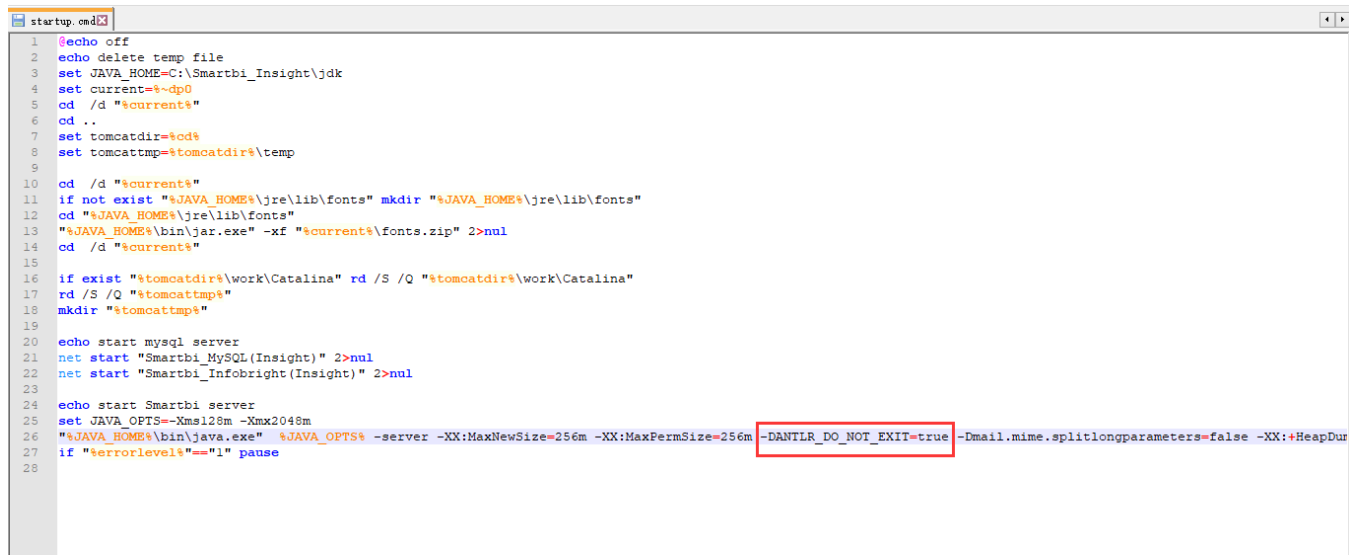 startup.cmd
1 @echo off
2 echo delete temp file
3 set JAVA_HOME=C:\Smartbi_Insight\jdk
4 set current=%~dp0
5 cd  /d "%current%"
6 cd ..
7 set tomcatdir=%cd%
8 set tomcattmp=%tomcatdir%\temp
9
10 cd  /d "%current%"
11 if not exist "%JAVA_HOME%\jre\lib\fonts" mkdir "%JAVA_HOME%\jre\lib\fonts"
12 cd "%JAVA_HOME%\jre\lib\fonts"
13 "%JAVA_HOME%\bin\jar.exe" -xf "%current%\fonts.zip" 2>nul
14 cd  /d "%current%"
15
16 if exist "%tomcatdir%\work\Catalina" rd /S /Q "%tomcatdir%\work\Catalina"
17 rd /S /Q "%tomcattmp%"
18 mkdir "%tomcattmp%"
19
20 echo start mysql server
21 net start "Smartbi_MySQL(Insight)" 2>nul
22 net start "Smartbi_Infobright(Insight)" 2>nul
23
24 echo start Smartbi server
25 set JAVA_OPTS=-Xms128m -Xmx2048m
26 "%JAVA_HOME%\bin\java.exe"  %JAVA_OPTS% -server -XX:MaxNewSize=256m -XX:MaxPermSize=256m -DANTLR_DO_NOT_EXIT=true -Dmail.mime.splitlongparameters=false -XX:+HeapDum
27 if "%errorlevel%"=="1" pause
28